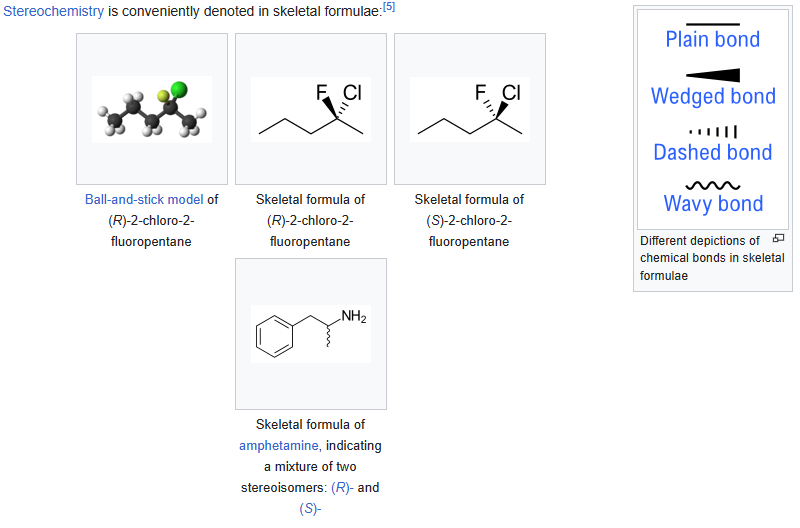 Stereochemistry is conveniently denoted in skeletal formulae:[5]
Ball-and-stick model of
(R)-2-chloro-2-
fluoropentane
F Cl
Skeletal formula of
(R)-2-chloro-2-
fluoropentane
F Cl
Skeletal formula of
(S)-2-chloro-2-
fluoropentane
NH2
Skeletal formula of
amphetamine, indicating
a mixture of two
stereoisomers: (R)- and
(S)-
Plain bond
Wedged bond
Dashed bond
Wavy bond
Different depictions of
chemical bonds in skeletal
formulae